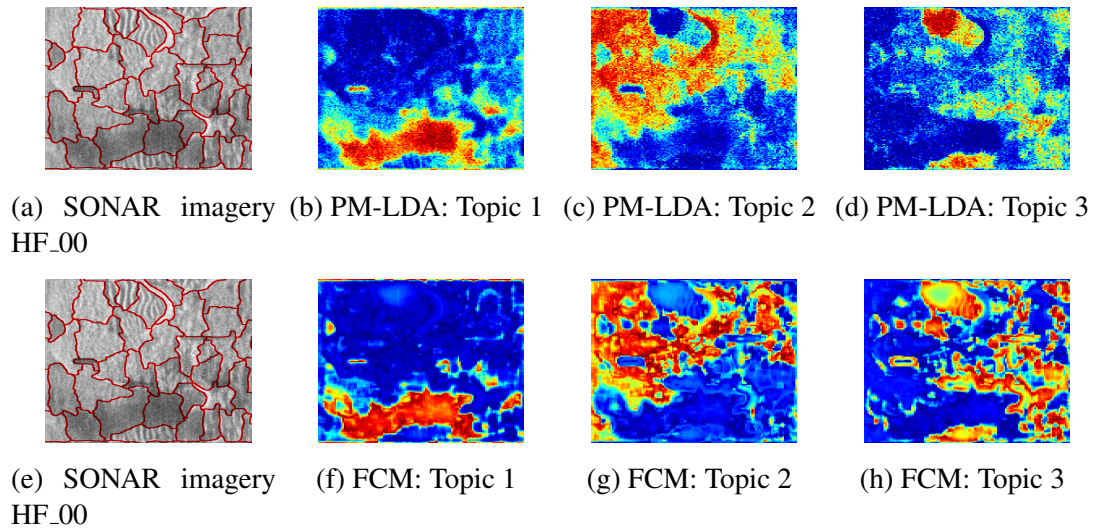 (a) SONAR imagery HF_00
(b) PM-LDA: Topic 1
(c) PM-LDA: Topic 2
(d) PM-LDA: Topic 3
(e) SONAR imagery HF_00
(f) FCM: Topic 1
(g) FCM: Topic 2
(h) FCM: Topic 3